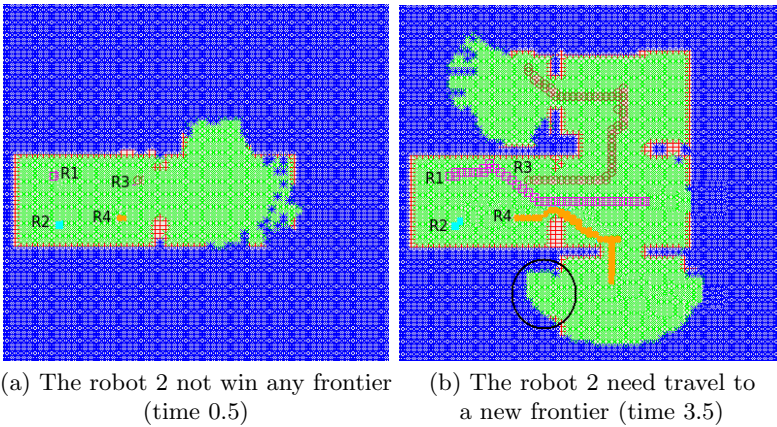 R1
R3
R2
R4
R3
R1
R4
R2
(a) The robot 2 not win any frontier
(time 0.5)
(b) The robot 2 need travel to
a new frontier (time 3.5)